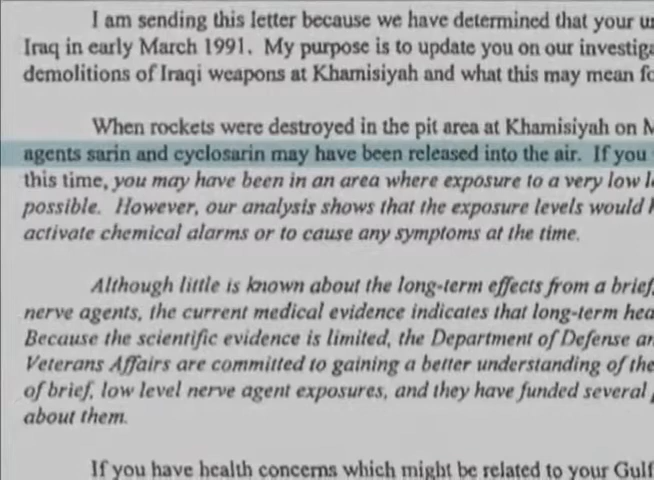 I am sending this letter because we have determined that your
Iraq in early March 1991. My purpose is to update you on our
demolitions of Iraqi weapons at Khamisiyah and what this may mean
When rockets were destroyed in the pit area at Khamisiyah on
agents sarin and cyclosarin may have been released into the air. If you
this time, you may have been in an area where exposure to a very low
possible. However, our analysis shows that the exposure levels would
activate chemical alarms or to cause any symptoms at the time.
Although little is known about the long-term effects from a brief,
nerve agents, the current medical evidence indicates that long-term
Because the scientific evidence is limited, the Department of Defense
Veterans Affairs are committed to gaining a better understanding of the
of brief, low level nerve agent exposures, and they have funded several
about them.
If you have health concerns which might be related to your Gulf